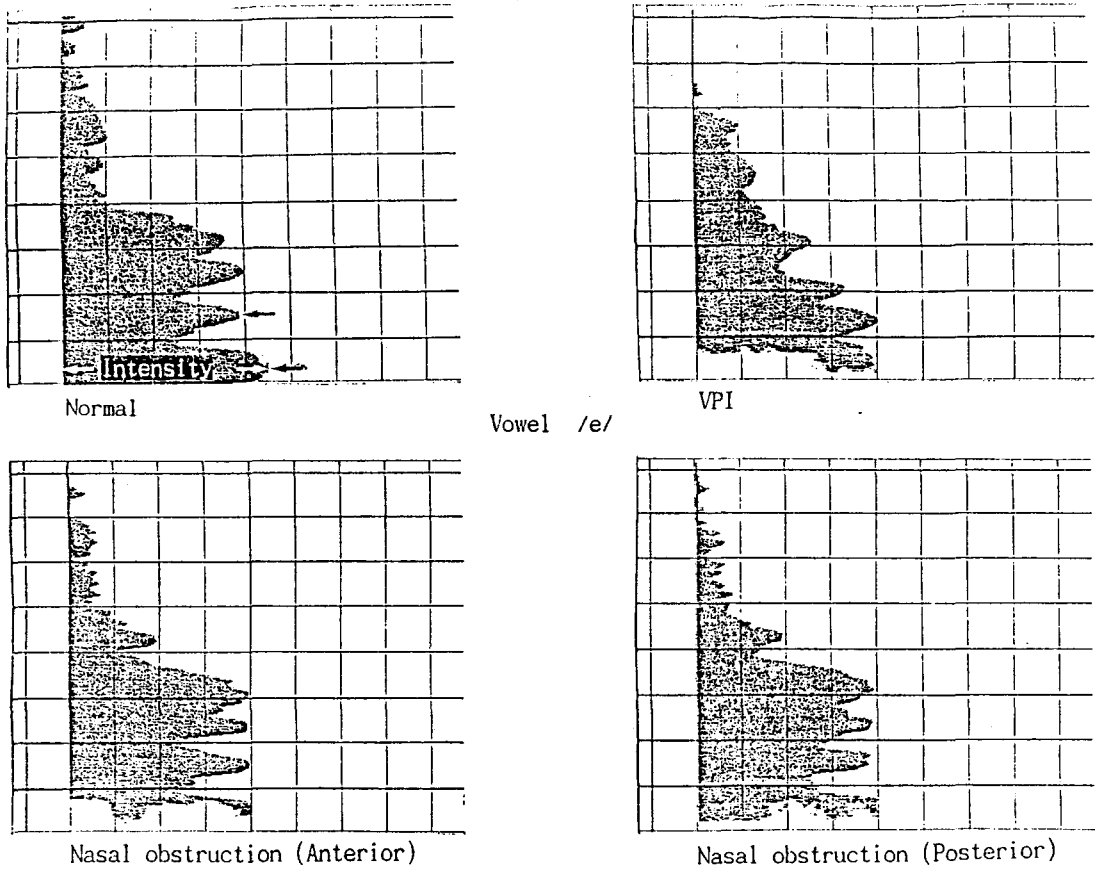 Intensity
Normal
VPI
Vowel /e/
Nasal obstruction (Anterior)
Nasal obstruction (Posterior)